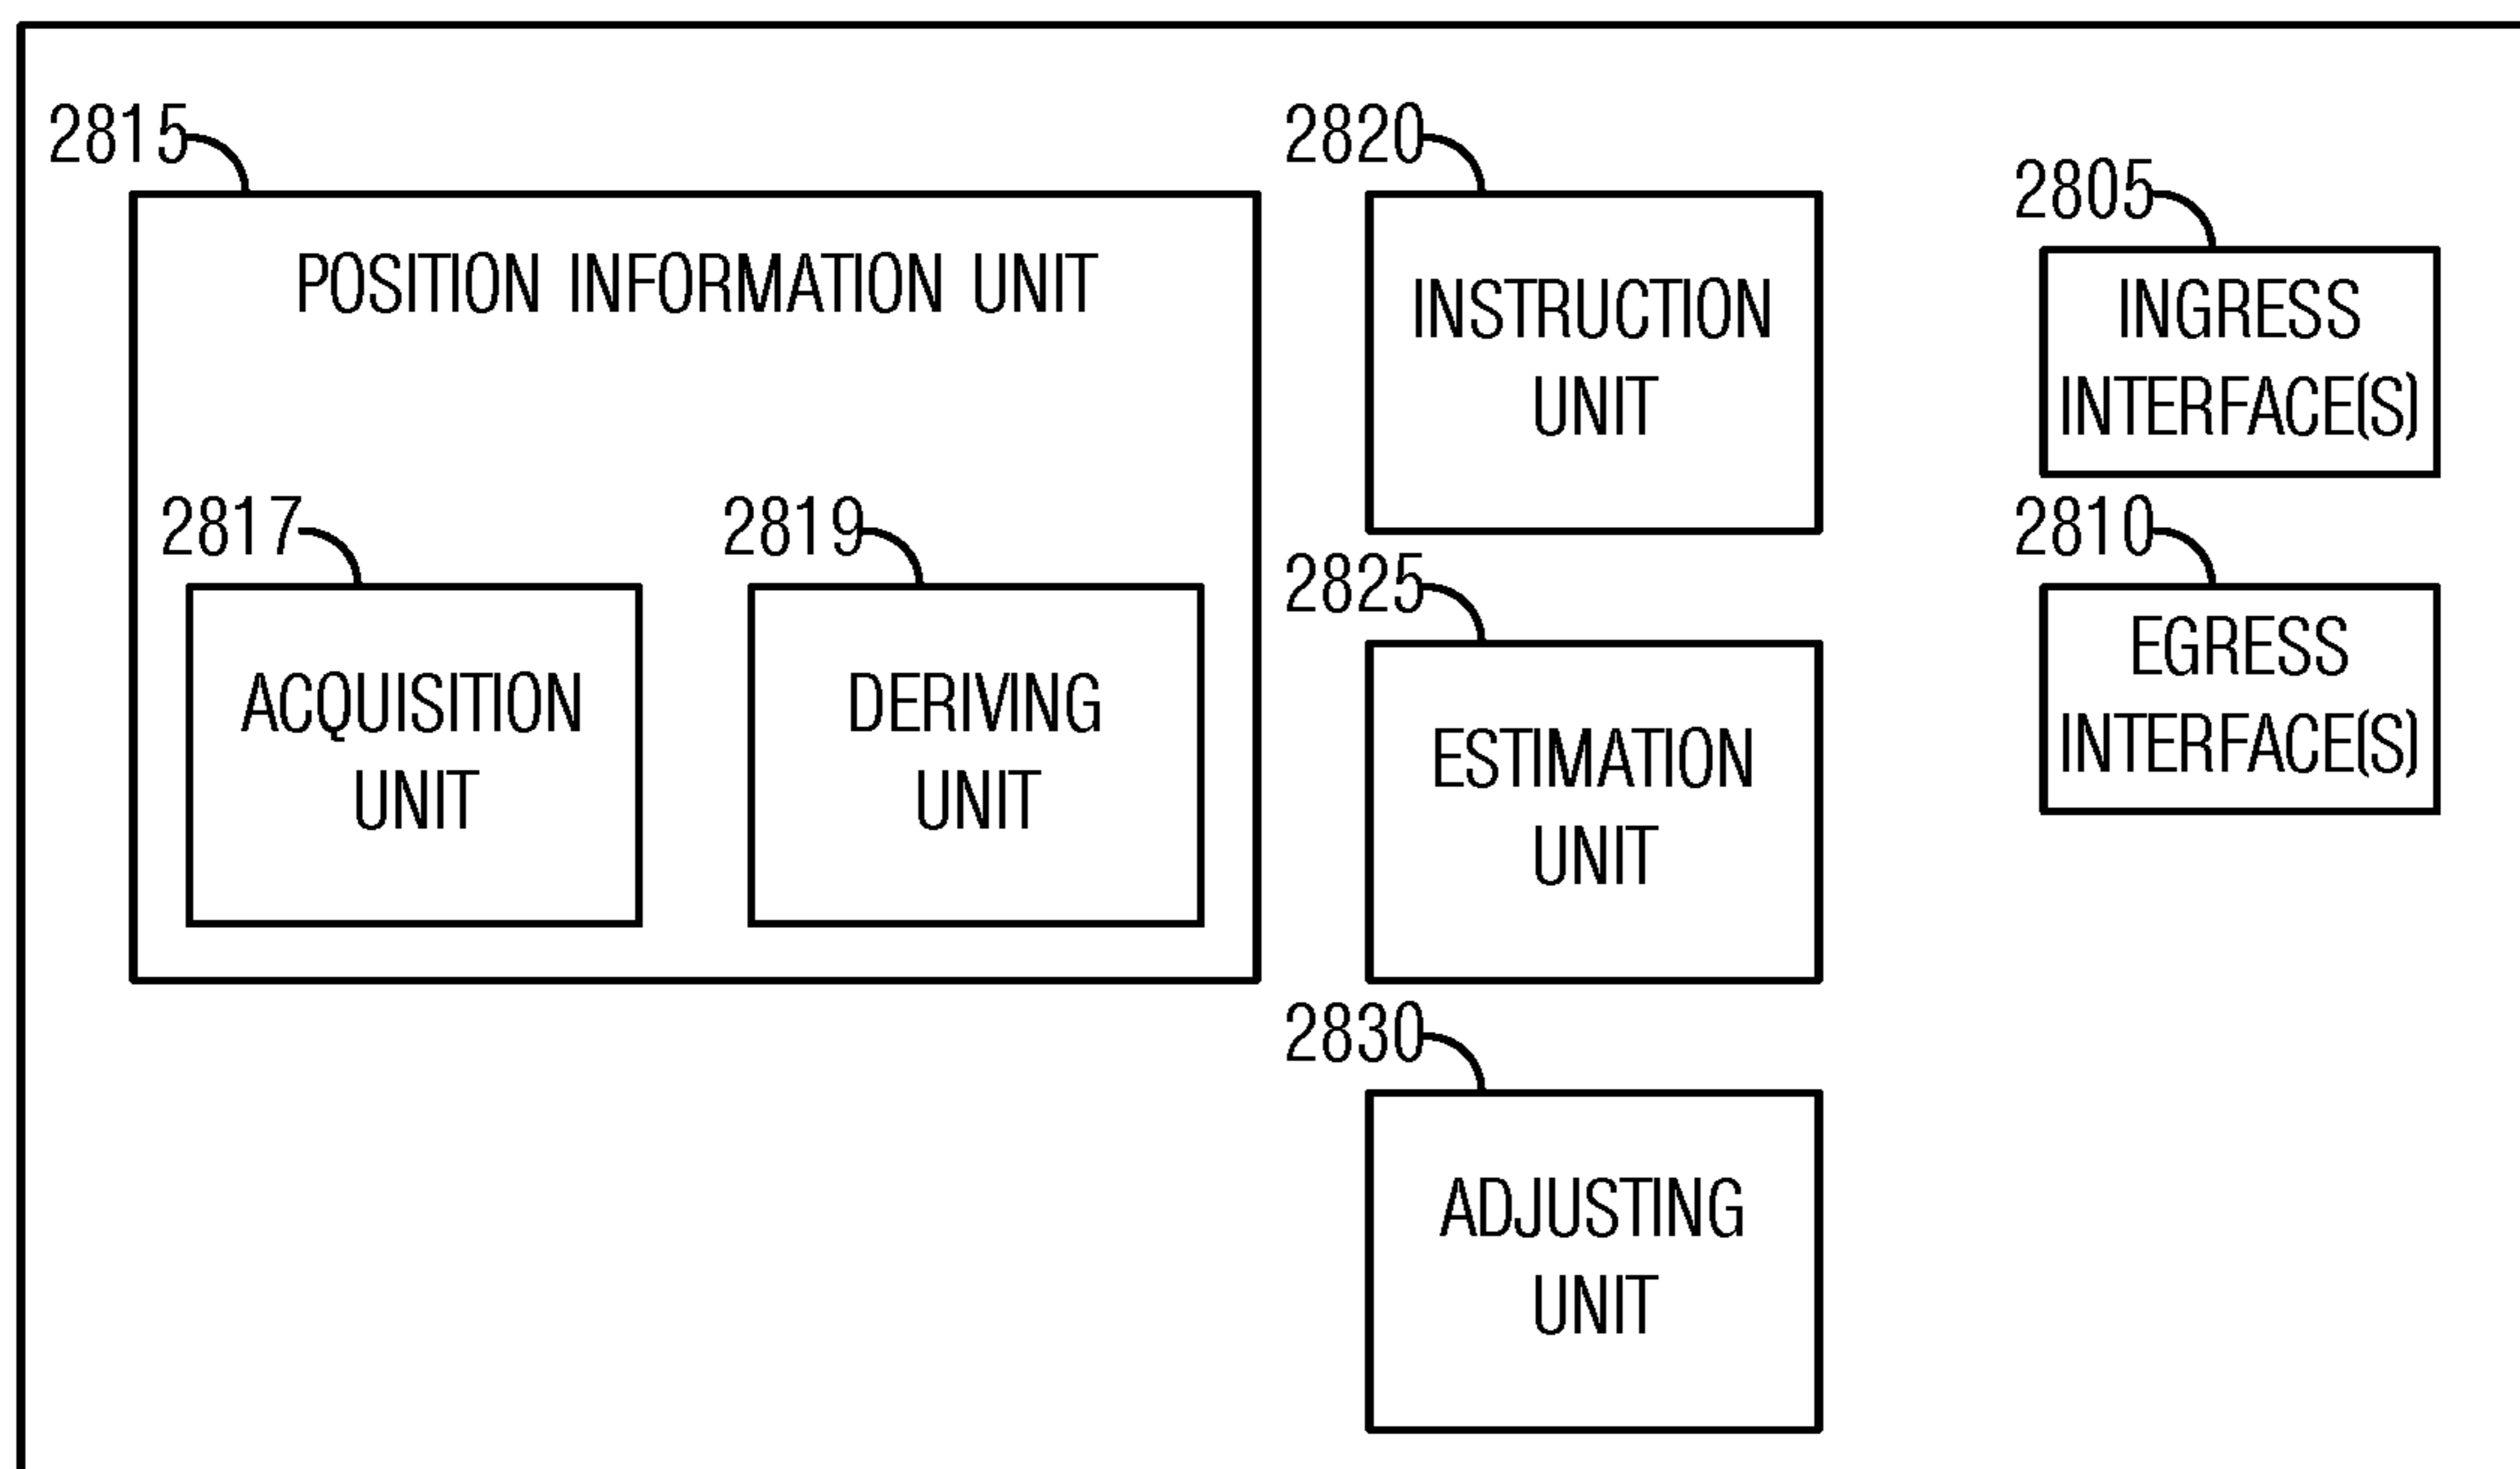 2815
POSITION INFORMATION UNIT
2817
ACQUISITION
UNIT
2819
DERIVING
UNIT
2820
INSTRUCTION
UNIT
2825
ESTIMATION
UNIT
2830
ADJUSTING
UNIT
2805
INGRESS
INTERFACE(S)
2810
EGRESS
INTERFACE(S)